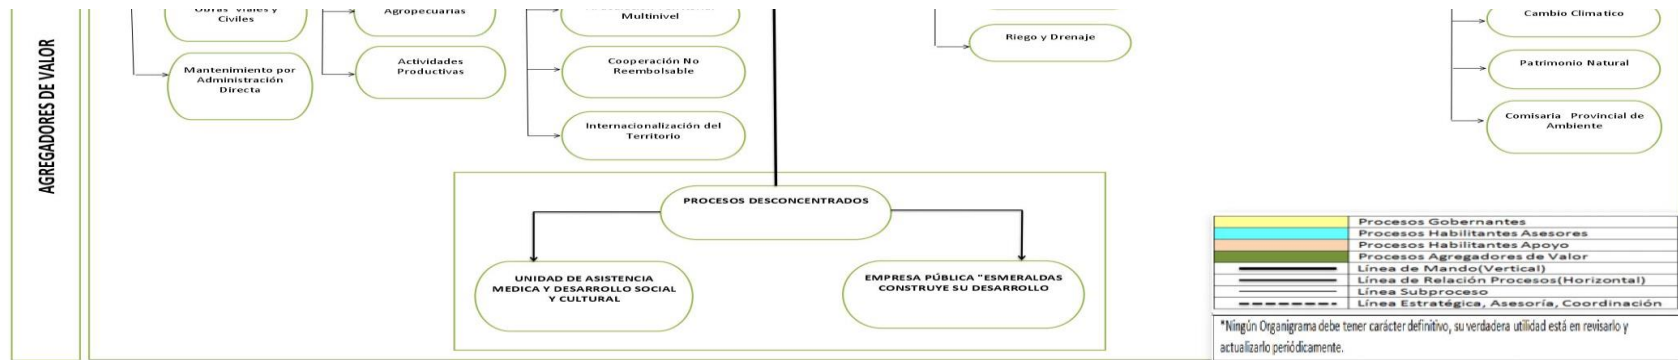 AGREGADORES DE VALOR
Obras Viales y
Civiles
Mantenimiento por
Administración
Directa
Agropecuarias
Actividades
Productivas
Multinivel
Cooperación No
Reembolsable
Internacionalización del
Territorio
Riego y Drenaje
Cambio Climatico
Patrimonio Natural
Comisaria Provincial de
Ambiente
PROCESOS DESCONCENTRADOS
UNIDAD DE ASISTENCIA
MEDICA Y DESARROLLO SOCIAL
Y CULTURAL
EMPRESA PÚBLICA "ESMERALDAS
CONSTRUYE SU DESARROLLO
Procesos Gobernantes
Procesos Habilitantes Asesores
Procesos Habilitantes Apoyo
Procesos Agregadores de Valor
Línea de Mando(Vertical)
Línea de Relación Procesos(Horizontal)
Línea Subproceso
Línea Estratégica, Asesoría, Coordinación
*Ningún Organigrama debe tener carácter definitivo, su verdadera utilidad está en revisarlo y
actualizarlo periódicamente.